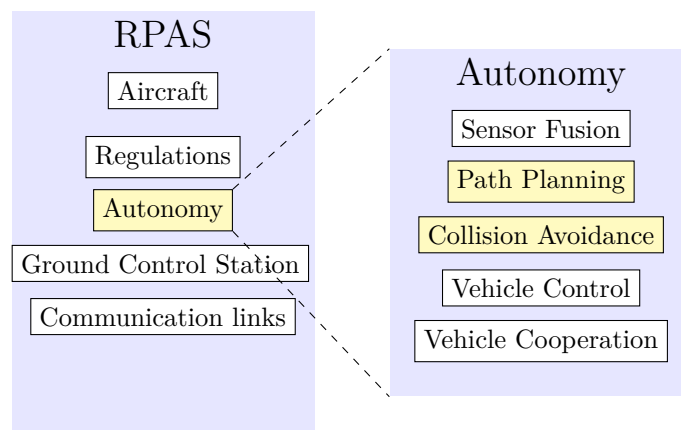 RPAS
Aircraft
Regulations
Autonomy
Ground Control Station
Communication links
Autonomy
Sensor Fusion
Path Planning
Collision Avoidance
Vehicle Control
Vehicle Cooperation